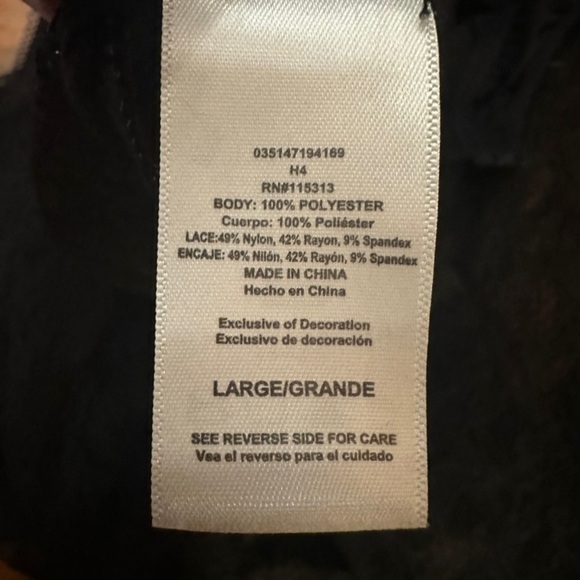 035147194169
H4
RN#115313
BODY: 100% POLYESTER
Cuerpo: 100% Poliéster
LACE:49% Nylon, 42% Rayon, 9% Spandex
ENCAJE: 49% Nilón, 42% Rayón, 9% Spandex
MADE IN CHINA
Hecho en China
Exclusive of Decoration
Exclusivo de decoración
LARGE/GRANDE
SEE REVERSE SIDE FOR CARE
Vea el reverso para el cuidado